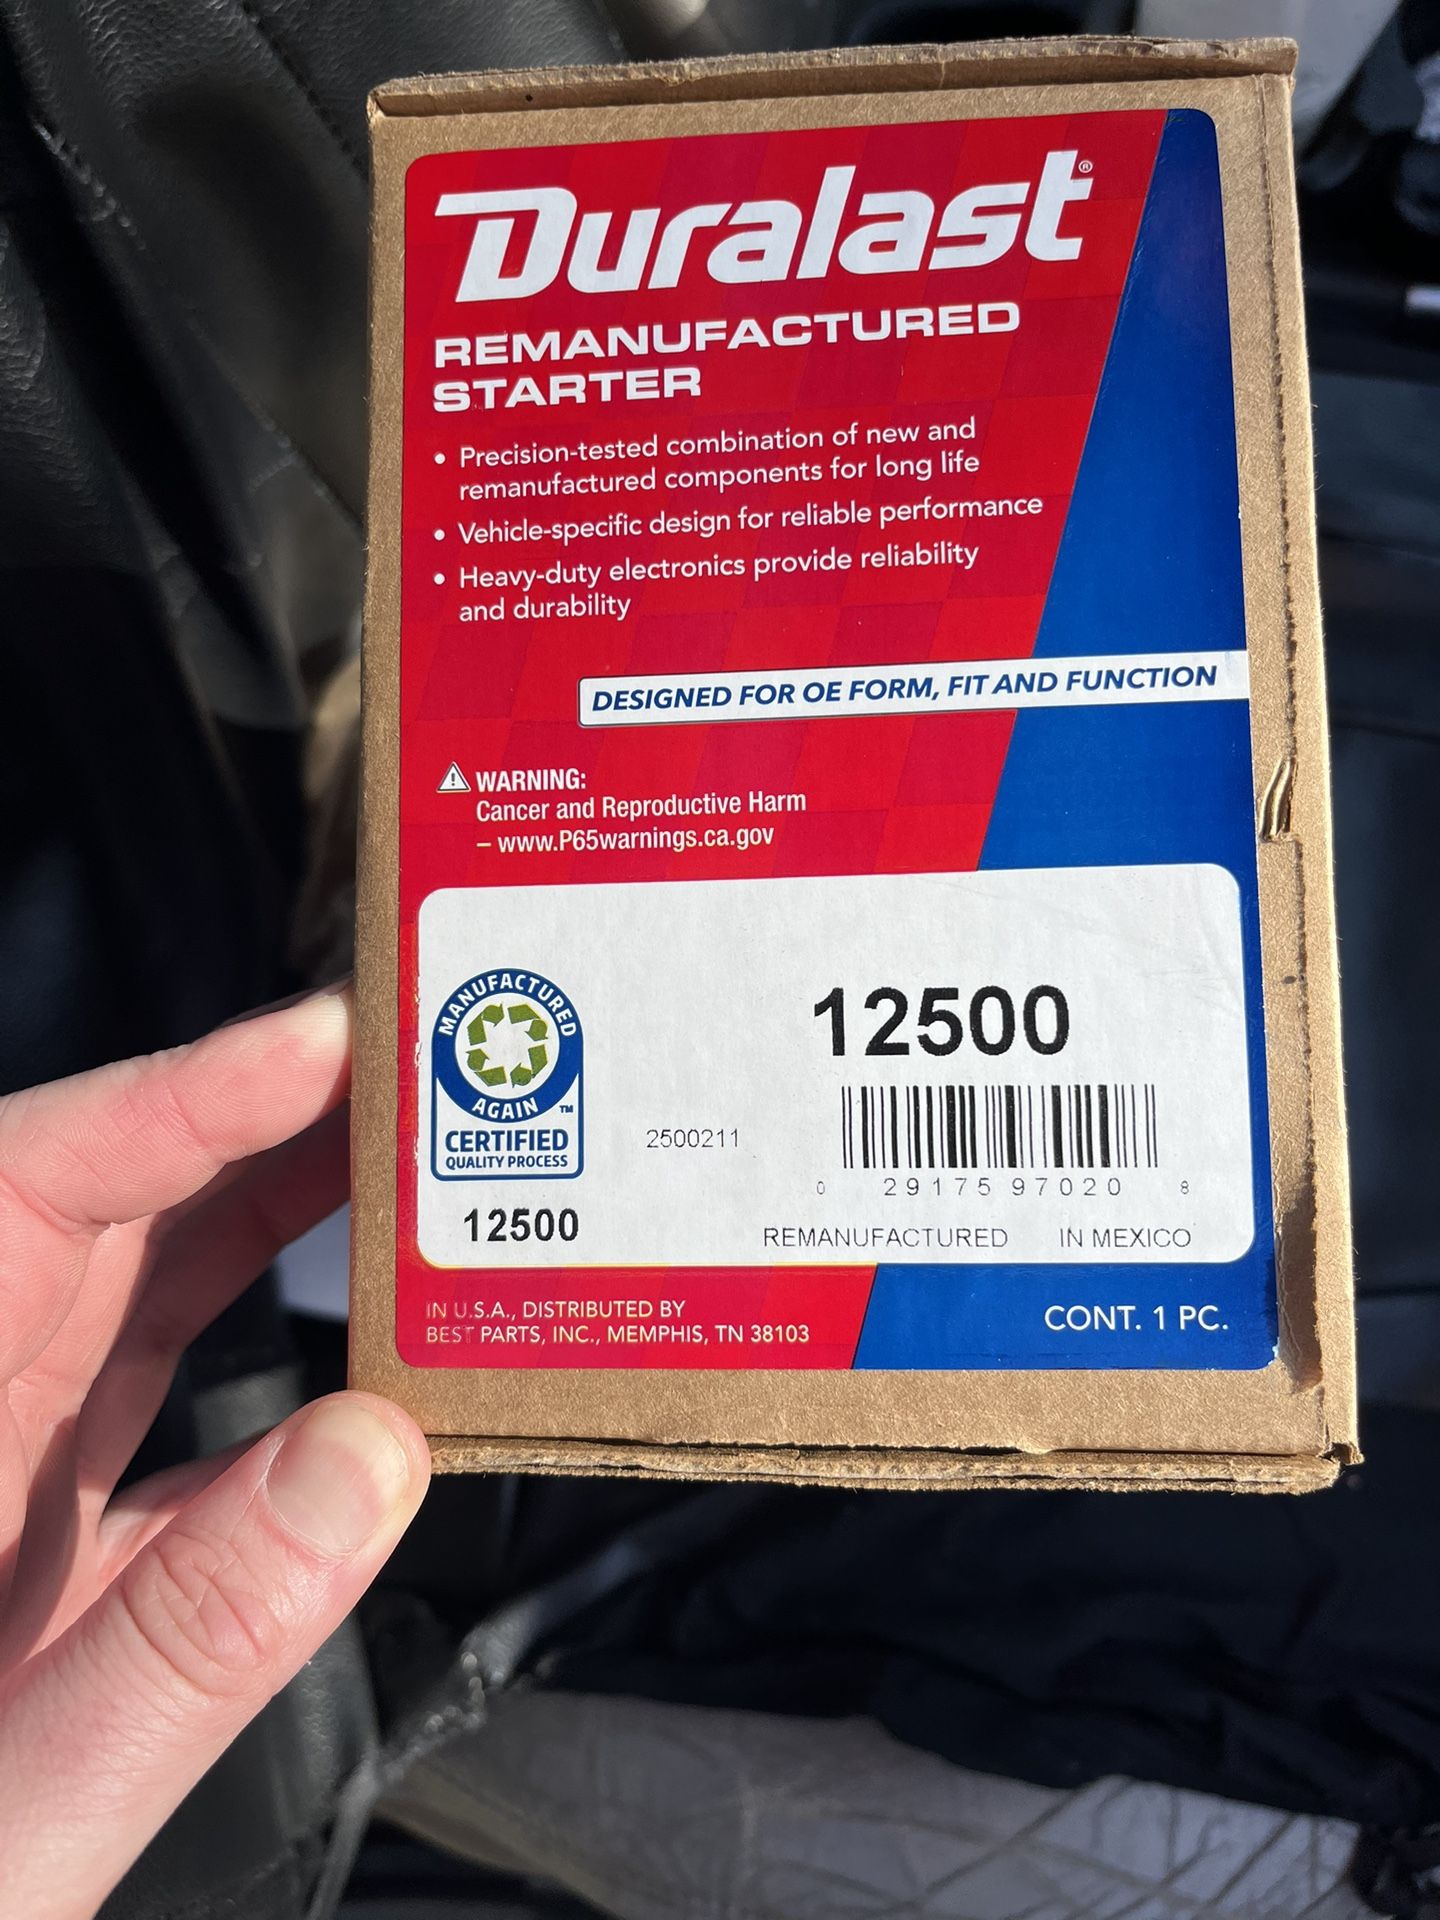 Duralast®
REMANUFACTURED
STARTER
• Precision-tested combination of new and
remanufactured components for long life
• Vehicle-specific design for reliable performance
• Heavy-duty electronics provide reliability
and durability
DESIGNED FOR OE FORM, FIT AND FUNCTION
WARNING:
Cancer and Reproductive Harm
– www.P65warnings.ca.gov
MANUFACTURED
AGAIN™
CERTIFIED
QUALITY PROCESS
12500
2500211
12500
0 29175 97020 8
REMANUFACTURED IN MEXICO
IN U.S.A., DISTRIBUTED BY
BEST PARTS, INC., MEMPHIS, TN 38103
CONT. 1 PC.